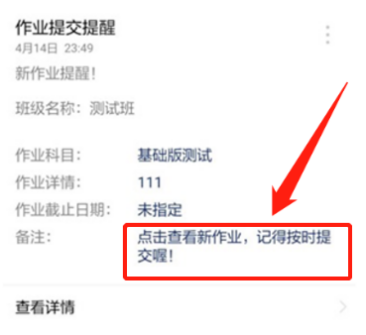 作业提交提醒
4月14日 23:49
新作业提醒！
班级名称：测试班
作业科目： 基础版测试
作业详情： 111
作业截止日期： 未指定
备注： 点击查看新作业，记得按时提
交喔！
查看详情